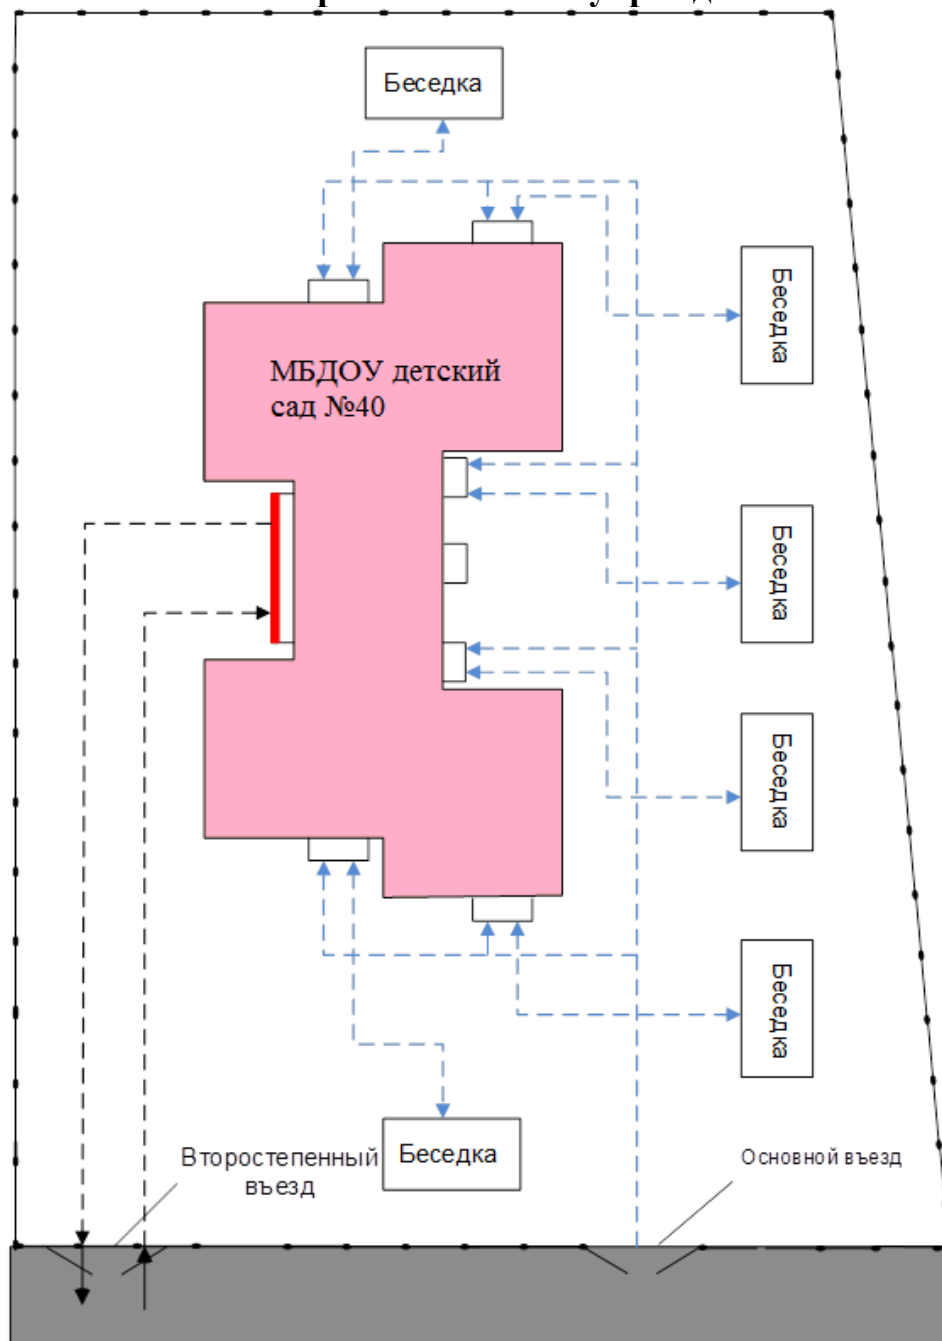 Беседка
Беседка
МБДОУ детский
сад №40
Беседка
Беседка
Беседка
Второстепенный
въезд
Беседка
Основной въезд